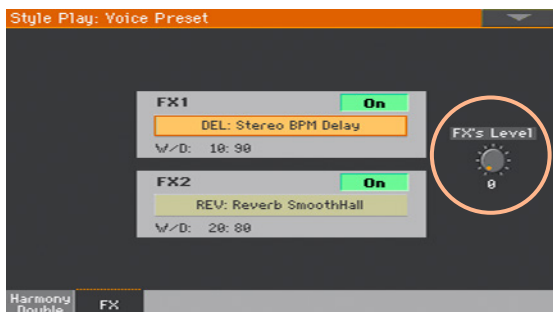 Style Play: Voice Preset
FX1
On
DEL: Stereo BPM Delay
W/D: 10:90
FX's Level
0
FX2
On
REV: Reverb SmoothHall
W/D: 20:80
Harmony
Double
FX